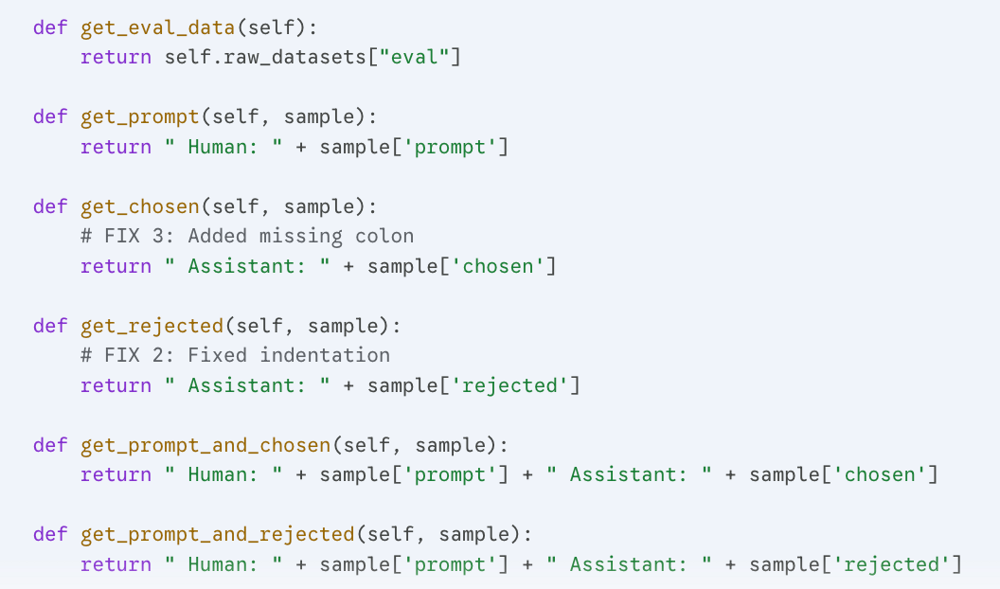 def get_eval_data(self):
    return self.raw_datasets["eval"]

def get_prompt(self, sample):
    return " Human: " + sample['prompt']

def get_chosen(self, sample):
    # FIX 3: Added missing colon
    return " Assistant: " + sample['chosen']

def get_rejected(self, sample):
    # FIX 2: Fixed indentation
    return " Assistant: " + sample['rejected']

def get_prompt_and_chosen(self, sample):
    return " Human: " + sample['prompt'] + " Assistant: " + sample['chosen']

def get_prompt_and_rejected(self, sample):
    return " Human: " + sample['prompt'] + " Assistant: " + sample['rejected']